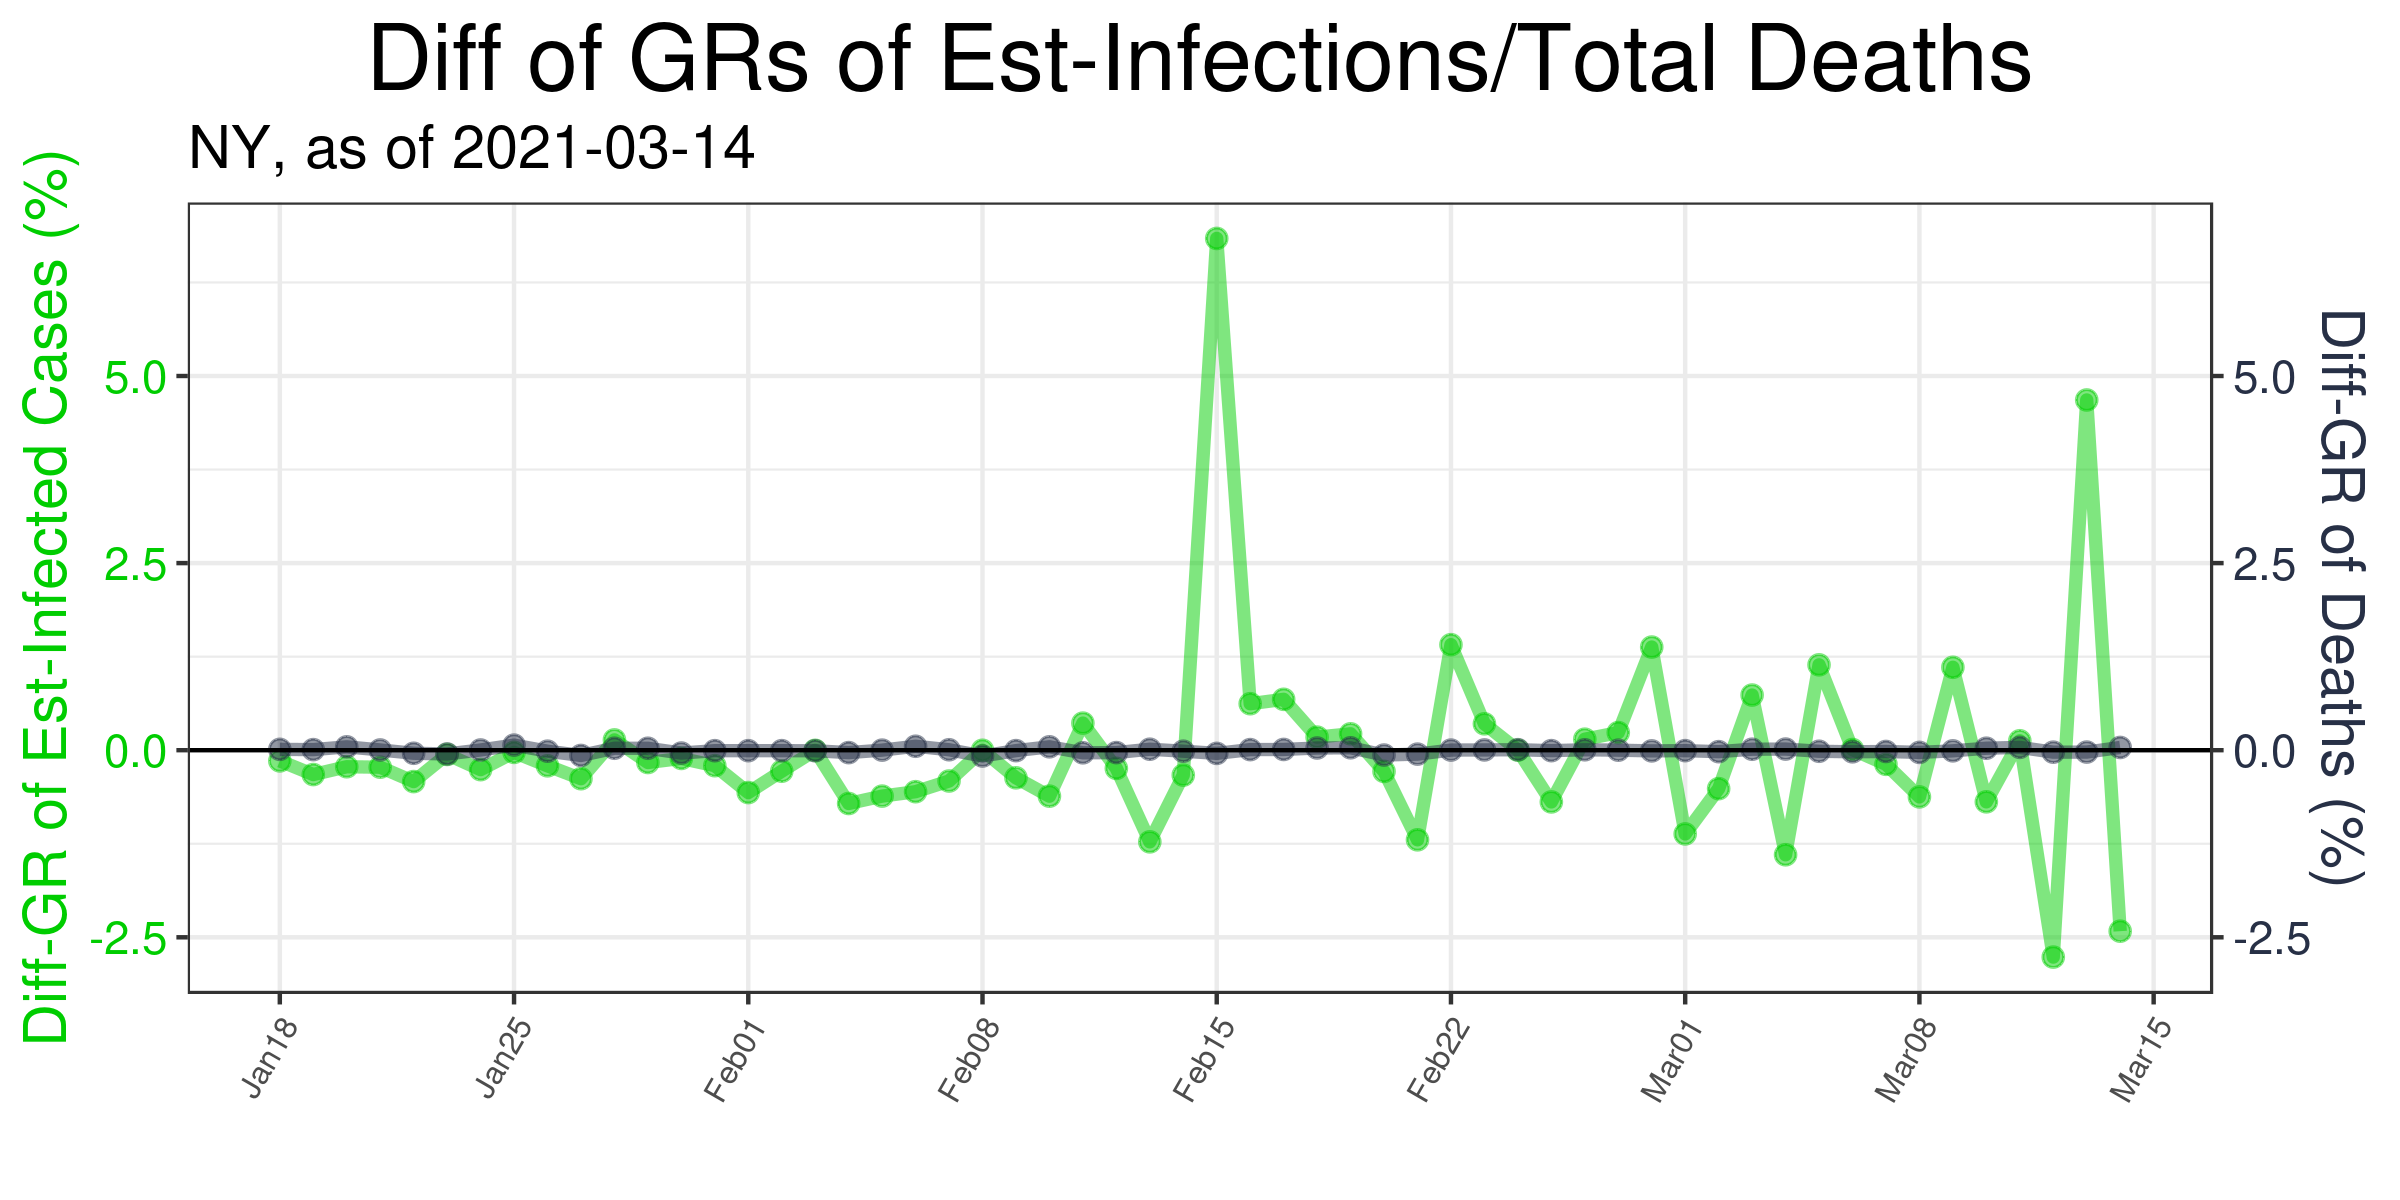 Diff of GRs of Est-Infections/Total Deaths
NY, as of 2021-03-14
Diff-GR of Est-Infected Cases (%)
5.0
2.5
0.0
-2.5
5.0
2.5
0.0
-2.5
Diff-GR of Deaths (%)
Jan18
Jan25
Feb01
Feb08
Feb15
Feb22
Mar01
Mar08
Mar15